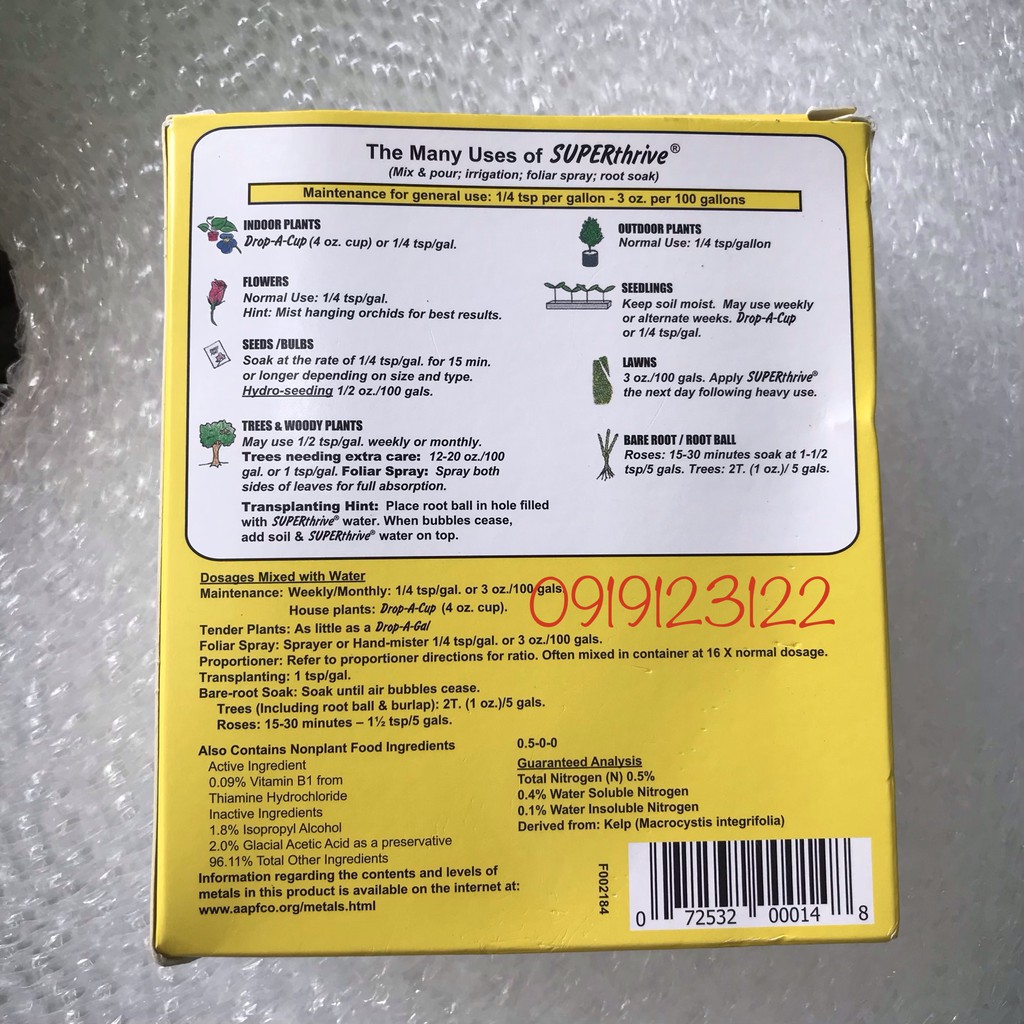 The Many Uses of SUPERthrive®
(Mix & pour; irrigation; foliar spray; root soak)
Maintenance for general use: 1/4 tsp per gallon - 3 oz. per 100 gallons
INDOOR PLANTS
Drop-A-Cup (4 oz. cup) or 1/4 tsp/gal.
FLOWERS
Normal Use: 1/4 tsp/gal.
Hint: Mist hanging orchids for best results.
SEEDS /BULBS
Soak at the rate of 1/4 tsp/gal. for 15 min.
or longer depending on size and type.
Hydro-seeding 1/2 oz./100 gals.
TREES & WOODY PLANTS
May use 1/2 tsp/gal. weekly or monthly.
Trees needing extra care: 12-20 oz./100
gal. or 1 tsp/gal. Foliar Spray: Spray both
sides of leaves for full absorption.
Transplanting Hint: Place root ball in hole filled
with SUPERthrive® water. When bubbles cease,
add soil & SUPERthrive® water on top.
OUTDOOR PLANTS
Normal Use: 1/4 tsp/gallon
SEEDLINGS
Keep soil moist. May use weekly
or alternate weeks. Drop-A-Cup
or 1/4 tsp/gal.
LAWNS
3 oz./100 gals. Apply SUPERthrive®
the next day following heavy use.
BARE ROOT / ROOT BALL
Roses: 15-30 minutes soak at 1-1/2
tsp/5 gals. Trees: 2T. (1 oz.)/ 5 gals.
Dosages Mixed with Water
Maintenance: Weekly/Monthly: 1/4 tsp/gal. or 3 oz./100 gals
House plants: Drop-A-Cup (4 oz. cup).
0919123122
Tender Plants: As little as a Drop-A-Gal
Foliar Spray: Sprayer or Hand-mister 1/4 tsp/gal. or 3 oz./100 gals.
Proportioner: Refer to proportioner directions for ratio. Often mixed in container at 16 X normal dosage.
Transplanting: 1 tsp/gal.
Bare-root Soak: Soak until air bubbles cease.
Trees (Including root ball & burlap): 2T. (1 oz.)/5 gals.
Roses: 15-30 minutes – 1½ tsp/5 gals.
Also Contains Nonplant Food Ingredients
Active Ingredient
0.09% Vitamin B1 from
Thiamine Hydrochloride
Inactive Ingredients
1.8% Isopropyl Alcohol
2.0% Glacial Acetic Acid as a preservative
96.11% Total Other Ingredients
Information regarding the contents and levels of
metals in this product is available on the internet at:
www.aapfco.org/metals.html
0.5-0-0
Guaranteed Analysis
Total Nitrogen (N) 0.5%
0.4% Water Soluble Nitrogen
0.1% Water Insoluble Nitrogen
Derived from: Kelp (Macrocystis integrifolia)
F002184
0 72532 00014 8